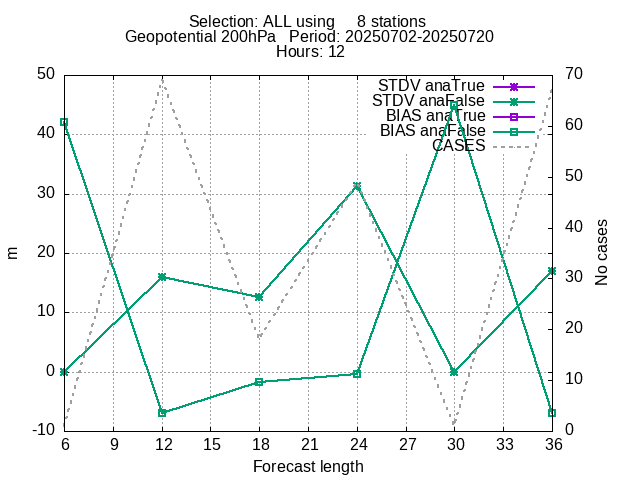 Selection: ALL using     8 stations
Geopotential 200hPa   Period: 20250702-20250720
Hours: 12
STDV anaTrue
STDV anaFalse
BIAS anaTrue
BIAS anaFalse
CASES
50
40
30
20
10
0
-10
70
60
50
40
30
20
10
0
m
No cases
6 9 12 15 18 21 24 27 30 33 36
Forecast length